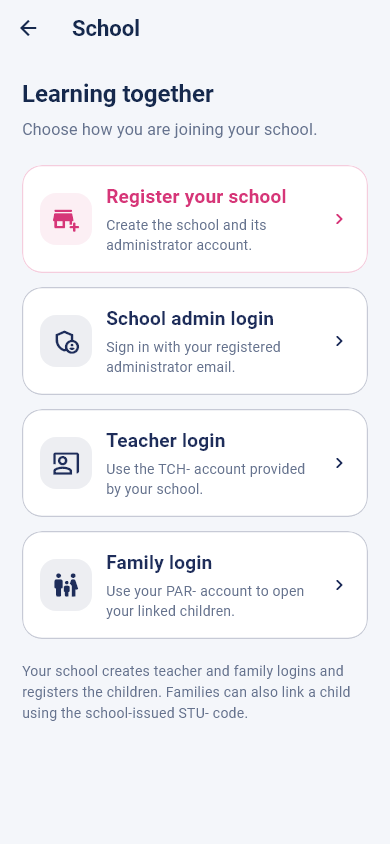 School
Learning together
Choose how you are joining your school.
Register your school
Create the school and its
administrator account.
School admin login
Sign in with your registered
administrator email.
Teacher login
Use the TCH- account provided
by your school.
Family login
Use your PAR- account to open
your linked children.
Your school creates teacher and family logins and
registers the children. Families can also link a child
using the school-issued STU- code.